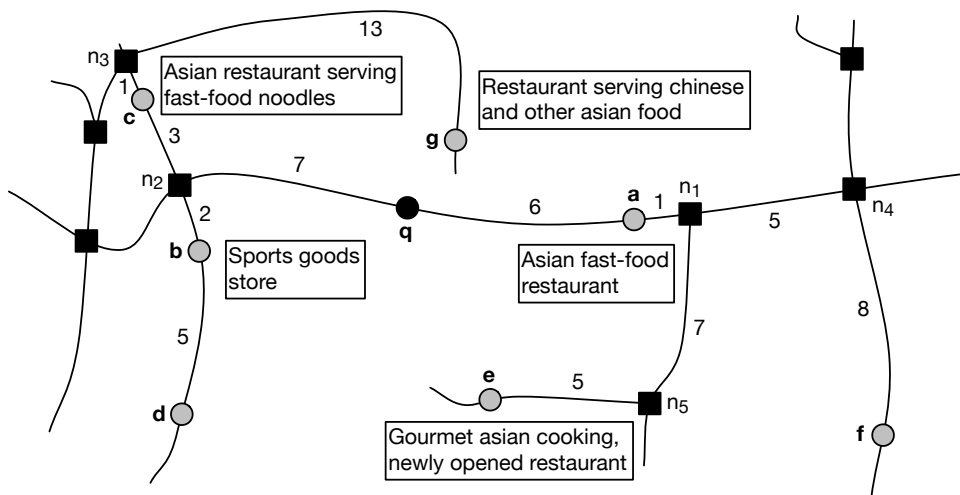 13
n3
1
Asian restaurant serving
fast-food noodles
c
3
Restaurant serving chinese
and other asian food
g
n2
7
2
q
6
a
1
n1
5
n4
b
Sports goods
store
Asian fast-food
restaurant
5
7
8
d
e
5
n5
f
Gourmet asian cooking,
newly opened restaurant